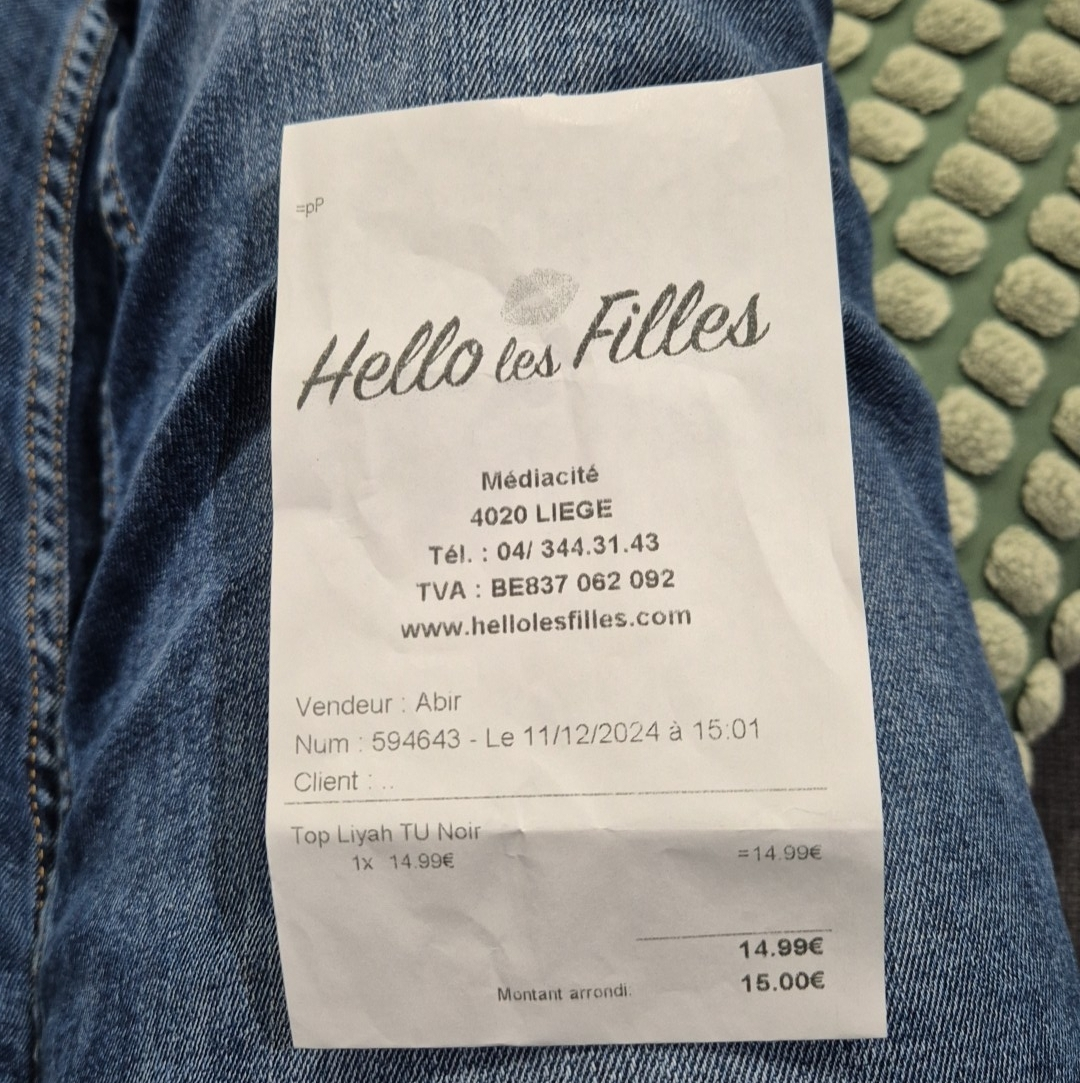 =pP
Hello les Filles
Médiacité
4020 LIEGE
Tél. : 04/ 344.31.43
TVA : BE837 062 092
www.hellolesfilles.com
Vendeur : Abir
Num : 594643 - Le 11/12/2024 à 15:01
Client : ..
Top Liyah TU Noir
1x 14.99€ =14.99€
14.99€
Montant arrondi. 15.00€